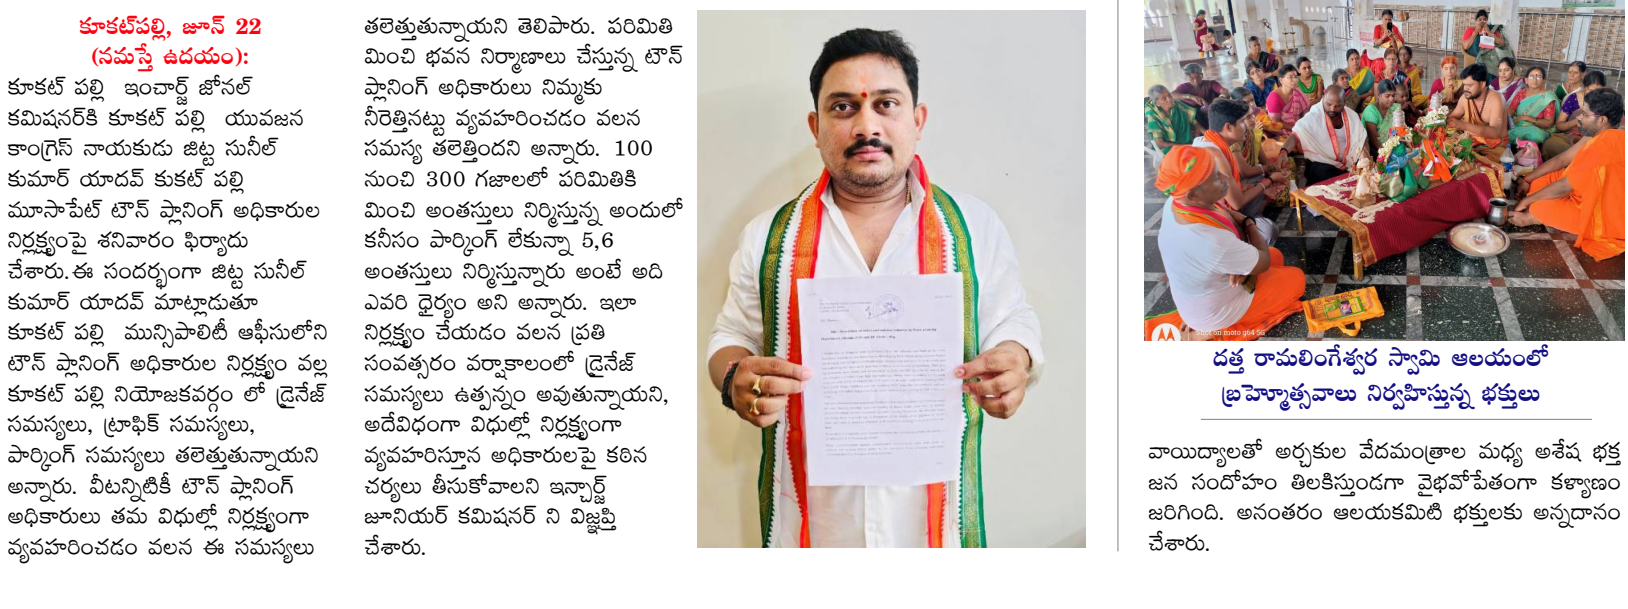 కూకట్‌పల్లి, జూన్ 22
(నమస్తే ఉదయం):
కూకట్ పల్లి ఇంచార్జ్ జోనల్
కమిషనర్‌కి కూకట్ పల్లి యువజన
కాంగ్రెస్ నాయకుడు జిట్ట సునీల్
కుమార్ యాదవ్ కుకట్ పల్లి
మూసాపేట్ టౌన్ ప్లానింగ్ అధికారుల
నిర్లక్ష్యంపై శనివారం ఫిర్యాదు
చేశారు.ఈ సందర్భంగా జిట్ట సునీల్
కుమార్ యాదవ్ మాట్లాడుతూ
కూకట్ పల్లి మున్సిపాలిటీ ఆఫీసులోని
టౌన్ ప్లానింగ్ అధికారుల నిర్లక్ష్యం వల్ల
కూకట్ పల్లి నియోజకవర్గం లో డ్రైనేజ్
సమస్యలు, ట్రాఫిక్ సమస్యలు,
పార్కింగ్ సమస్యలు తలెత్తుతున్నాయని
అన్నారు. వీటన్నిటికీ టౌన్ ప్లానింగ్
అధికారులు తమ విధుల్లో నిర్లక్ష్యంగా
వ్యవహరించడం వలన ఈ సమస్యలు
తలెత్తుతున్నాయని తెలిపారు. పరిమితి
మించి భవన నిర్మాణాలు చేస్తున్న టౌన్
ప్లానింగ్ అధికారులు నిమ్మకు
నీరెత్తినట్టు వ్యవహరించడం వలన
సమస్య తలెత్తిందని అన్నారు. 100
నుంచి 300 గజాలలో పరిమితికి
మించి అంతస్తులు నిర్మిస్తున్న అందులో
కనీసం పార్కింగ్ లేకున్నా 5,6
అంతస్తులు నిర్మిస్తున్నారు అంటే అది
ఎవరి ధైర్యం అని అన్నారు. ఇలా
నిర్లక్ష్యం చేయడం వలన ప్రతి
సంవత్సరం వర్షాకాలంలో డ్రైనేజ్
సమస్యలు ఉత్పన్నం అవుతున్నాయని,
అదేవిధంగా విధుల్లో నిర్లక్ష్యంగా
వ్యవహరిస్తూన అధికారులపై కఠిన
చర్యలు తీసుకోవాలని ఇన్చార్జ్
జూనియర్ కమిషనర్ ని విజ్ఞప్తి
చేశారు.
Shot on moto g64 5G
దత్త రామలింగేశ్వర స్వామి ఆలయంలో
బ్రహ్మోత్సవాలు నిర్వహిస్తున్న భక్తులు
వాయిద్యాలతో అర్చకుల వేదమంత్రాల మధ్య అశేష భక్త
జన సందోహం తిలకిస్తుండగా వైభవోపేతంగా కళ్యాణం
జరిగింది. అనంతరం ఆలయకమిటి భక్తులకు అన్నదానం
చేశారు.